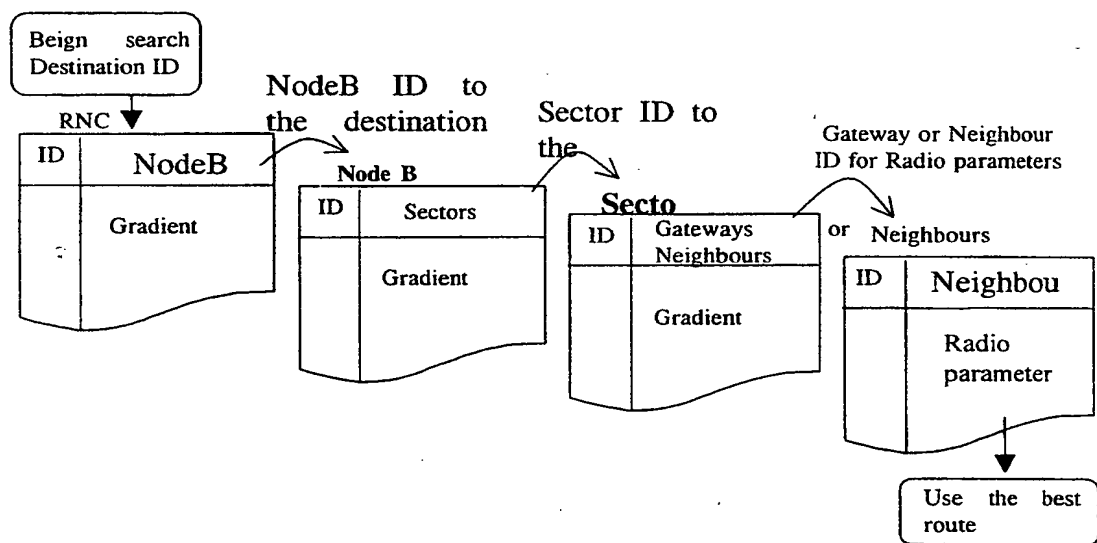 Beign search
Destination ID
NodeB ID to
the destination
Sector ID to
the
Gateway or Neighbour
ID for Radio parameters
RNC
ID NodeB
Gradient
Node B
ID Sectors
Gradient
Secto
ID Gateways
Neighbours
Gradient
or Neighbours
ID Neighbou
Radio
parameter
Use the best
route